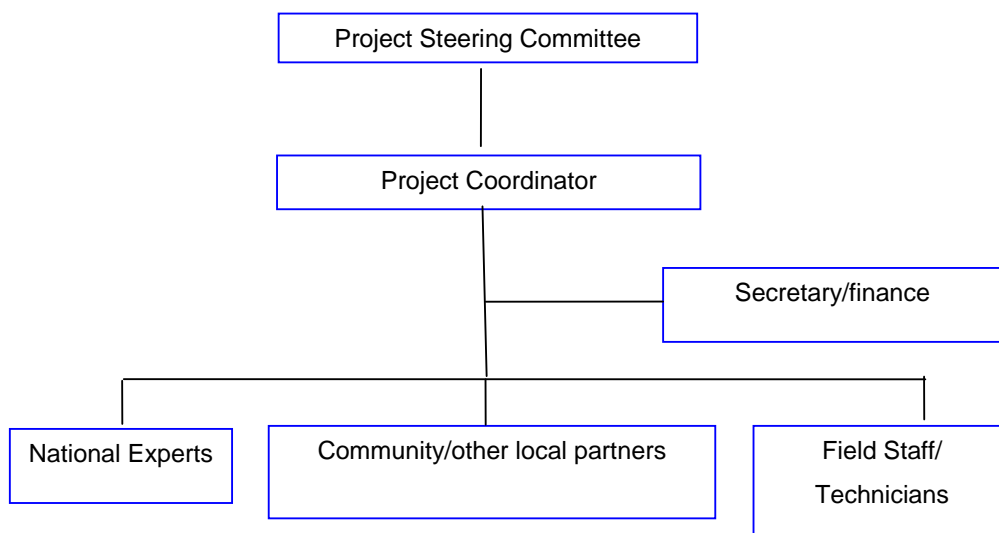 Project Steering Committee
Project Coordinator
Secretary/finance
National Experts
Community/other local partners
Field Staff/
Technicians